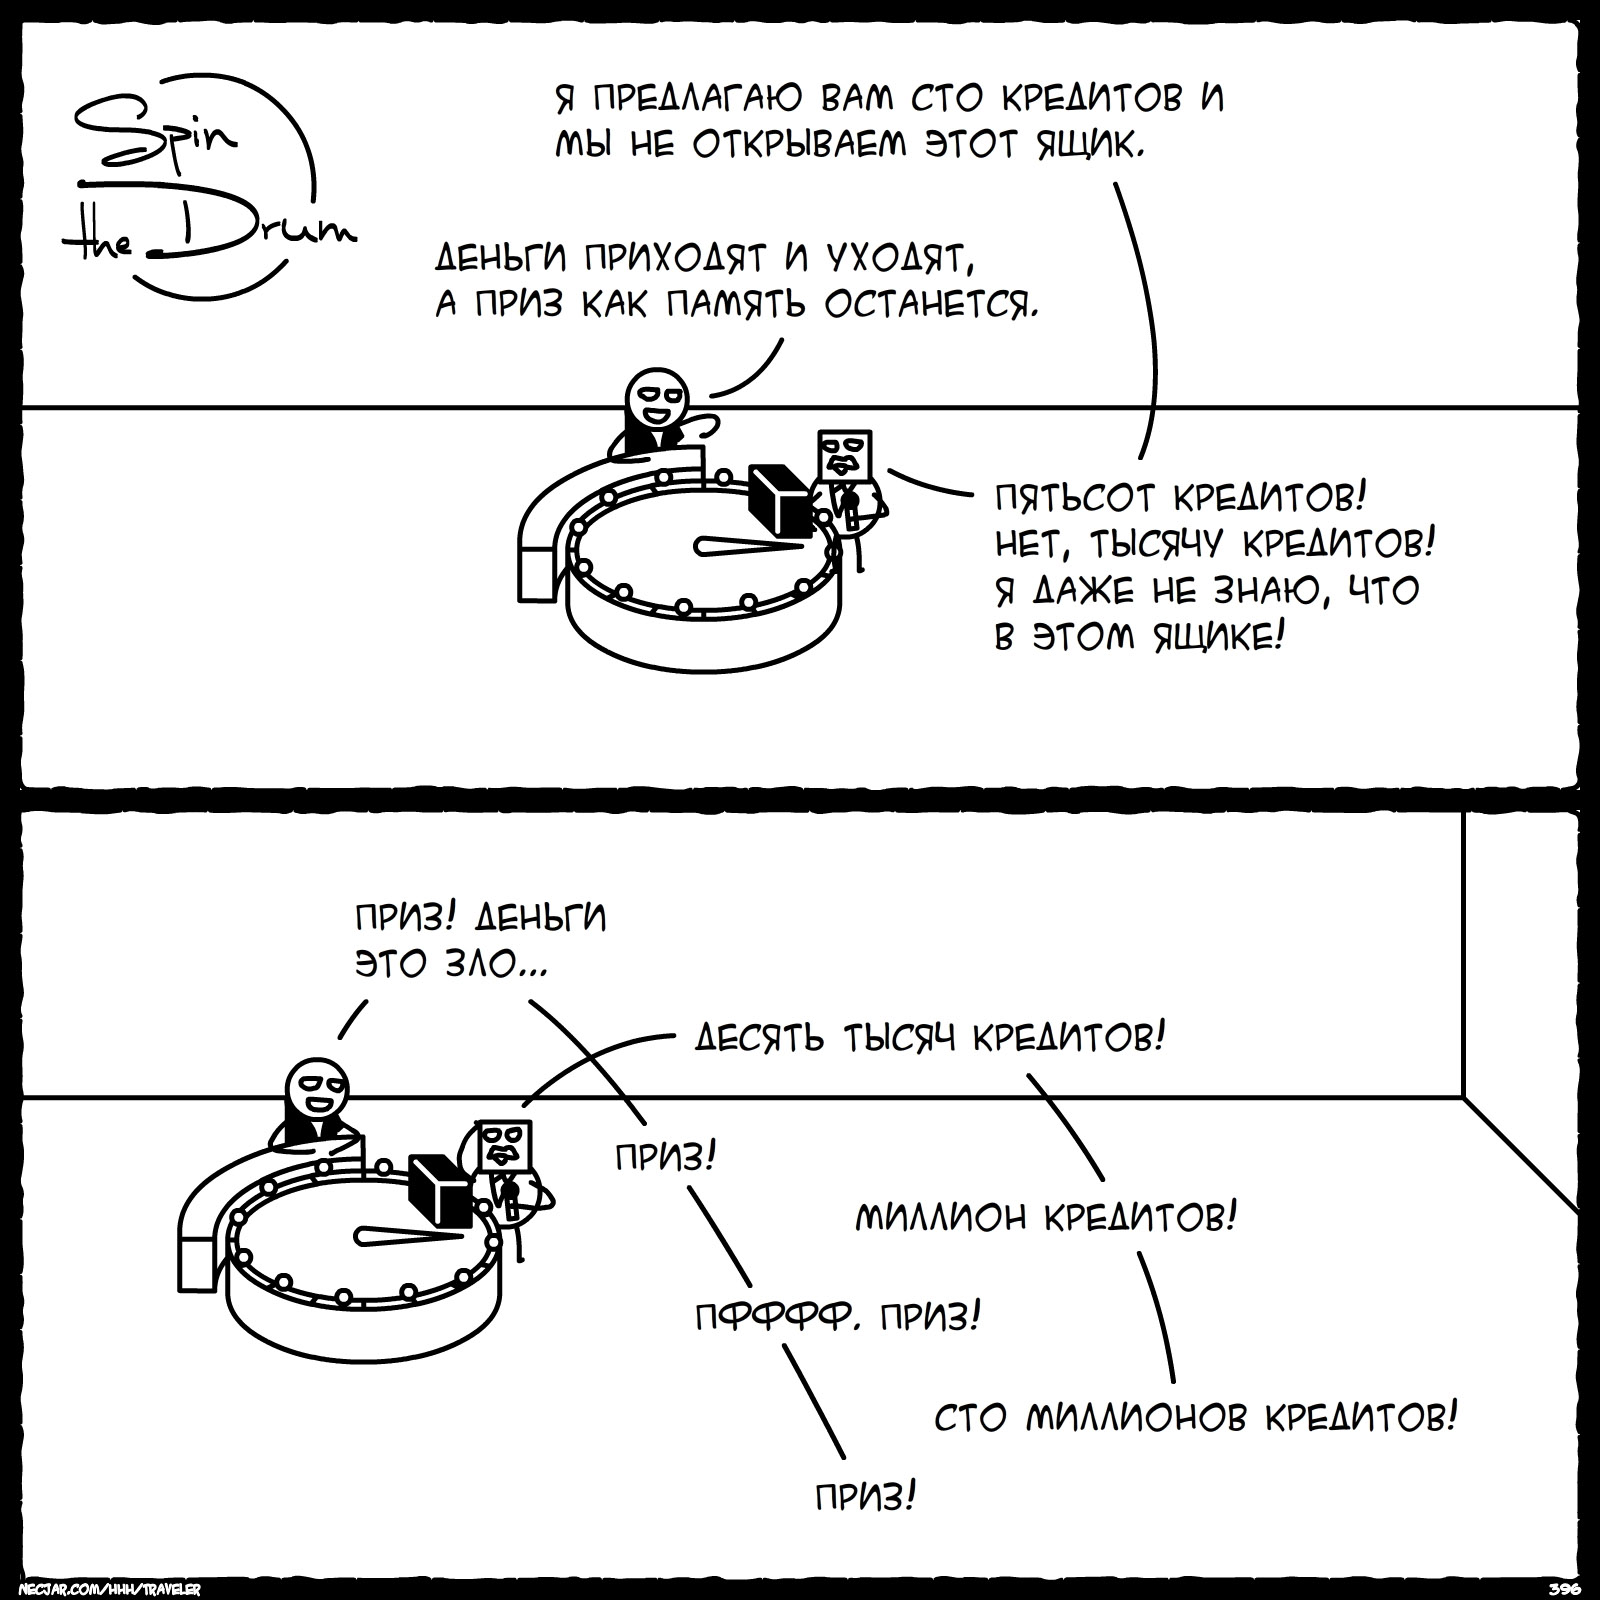 Spin
the Drum
Я ПРЕДЛАГАЮ ВАМ СТО КРЕДИТОВ И
МЫ НЕ ОТКРЫВАЕМ ЭТОТ ЯЩИК.
ДЕНЬГИ ПРИХОДЯТ И УХОДЯТ,
А ПРИЗ КАК ПАМЯТЬ ОСТАНЕТСЯ.
ПЯТЬСОТ КРЕДИТОВ!
НЕТ, ТЫСЯЧУ КРЕДИТОВ!
Я ДАЖЕ НЕ ЗНАЮ, ЧТО
В ЭТОМ ЯЩИКЕ!
ПРИЗ! ДЕНЬГИ
ЭТО ЗЛО...
ДЕСЯТЬ ТЫСЯЧ КРЕДИТОВ!
ПРИЗ!
МИЛЛИОН КРЕДИТОВ!
ПФФФФ. ПРИЗ!
СТО МИЛЛИОНОВ КРЕДИТОВ!
ПРИЗ!
NECJAR.COM/HHH/TRAVELER
396